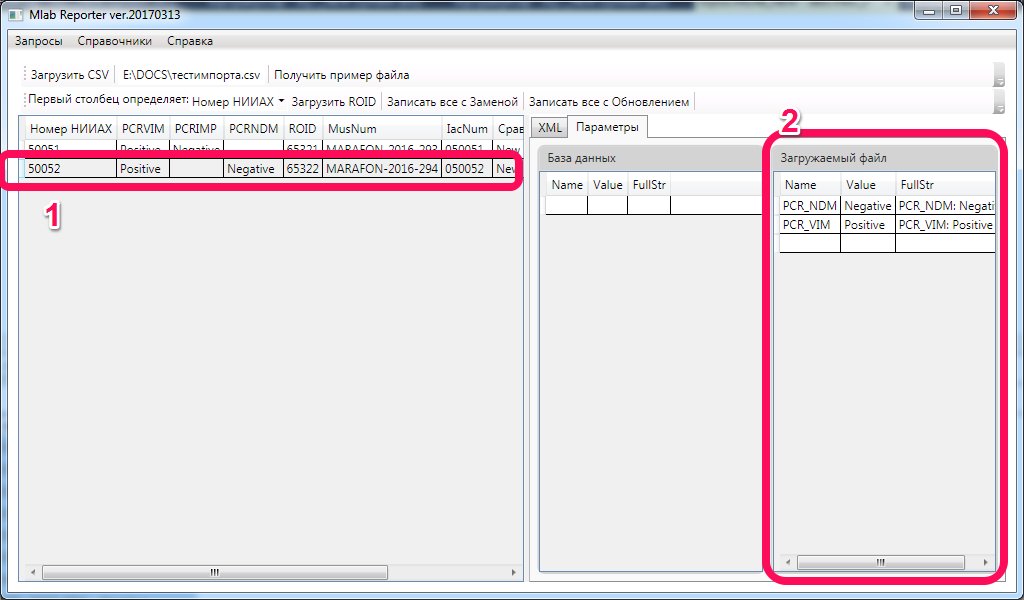 Mlab Reporter ver.20170313
Запросы Справочники Справка
Загрузить CSV E:\DOCS\тестимпорта.csv Получить пример файла
Первый столбец определяет: Номер НИИАХ Загрузить ROID Записать все с Заменой Записать все с Обновлением
Номер НИИАХ PCRVIM PCRIMP PCRNDM ROID MusNum IacNum Срав
50051 Positive Negative 65321 MARAFON-2016-293 050051 New
50052 Positive Negative 65322 MARAFON-2016-294 050052 New
1
XML Параметры
База данных
Name Value FullStr
2
Загружаемый файл
Name Value FullStr
PCR_NDM Negative PCR_NDM: Negati
PCR_VIM Positive PCR_VIM: Positive